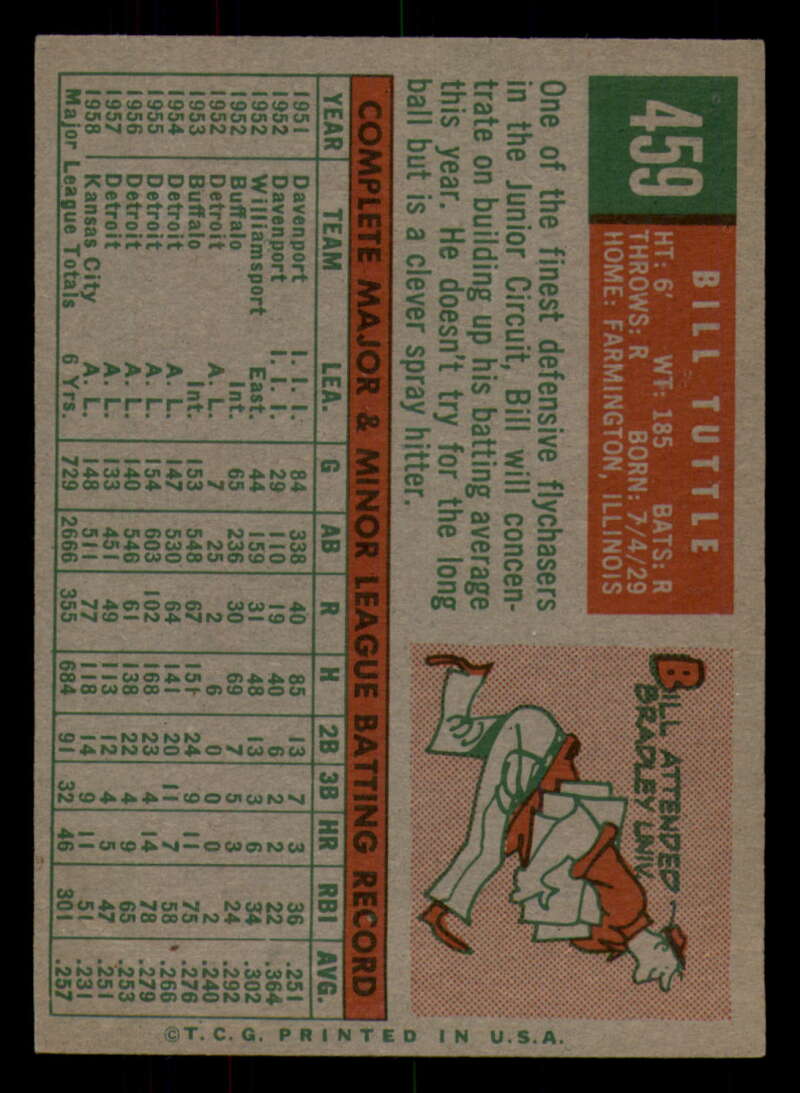 459
BILL TUTTLE
HT: 6' WT: 185 BATS: R
THROWS: R BORN: 7/4/29
HOME: FARMINGTON, ILLINOIS
One of the finest defensive flychasers
in the Junior Circuit, Bill will concen-
trate on building up his batting average
this year. He doesn't try for the long
ball but is a clever spray hitter.
BILL ATTENDED
BRADLEY UNIV.
COMPLETE MAJOR & MINOR LEAGUE BATTING RECORD
YEAR TEAM LEA. G AB R H 2B 3B HR RBI AVG.
1951 Davenport I. I. I. 84 338 40 85 13 7 3 36 .251
1952 Davenport I. I. I. 29 110 19 40 6 2 2 22 .364
1952 Williamsport East. 44 159 31 48 13 3 6 34 .302
1952 Buffalo Int. 65 236 30 69 7 5 3 24 .292
1952 Detroit A. L. 7 25 2 6 0 0 0 2 .240
1953 Buffalo Int. 153 548 67 151 24 9 11 75 .276
1954 Detroit A. L. 147 530 64 141 20 11 7 58 .266
1955 Detroit A. L. 154 603 102 168 23 4 14 78 .279
1956 Detroit A. L. 140 546 61 138 22 4 9 65 .253
1957 Detroit A. L. 133 451 49 113 12 4 5 47 .251
1958 Kansas City A. L. 148 511 77 118 14 9 11 51 .231
Major League Totals 6 Yrs. 729 2666 355 684 91 32 46 301 .257
©T. C. G. PRINTED IN U.S.A.